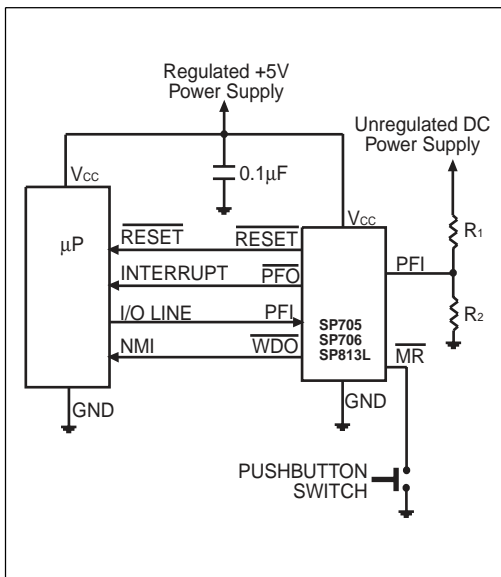 Regulated +5V
Power Supply
Unregulated DC
Power Supply
VCC
0.1µF
VCC
R1
µP
RESET
RESET
PFI
INTERRUPT
PFO
I/O LINE
PFI
R2
SP705
SP706
SP813L
NMI
WDO
MR
GND
GND
PUSHBUTTON
SWITCH